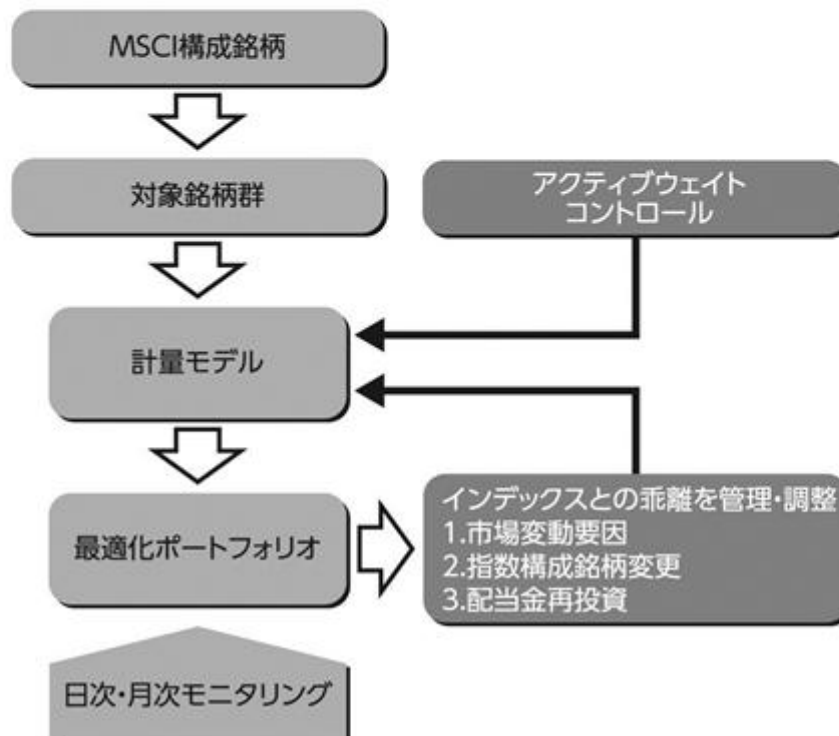 MSCI構成銘柄
対象銘柄群
アクティブウェイト
コントロール
計量モデル
最適化ポートフォリオ
インデックスとの乖離を管理・調整
1.市場変動要因
2.指数構成銘柄変更
3.配当金再投資
日次・月次モニタリング